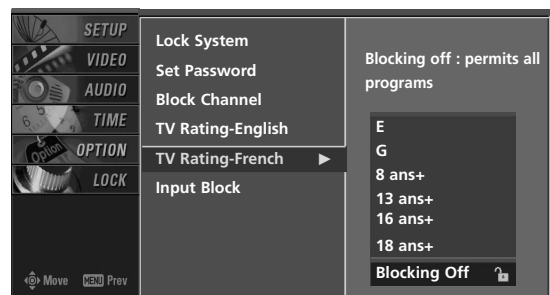 SETUP
VIDEO
AUDIO
TIME
OPTION
LOCK
Move MENU Prev
Lock System
Set Password
Block Channel
TV Rating-English
TV Rating-French
Input Block
Blocking off : permits all
programs
E
G
8 ans+
13 ans+
16 ans+
18 ans+
Blocking Off